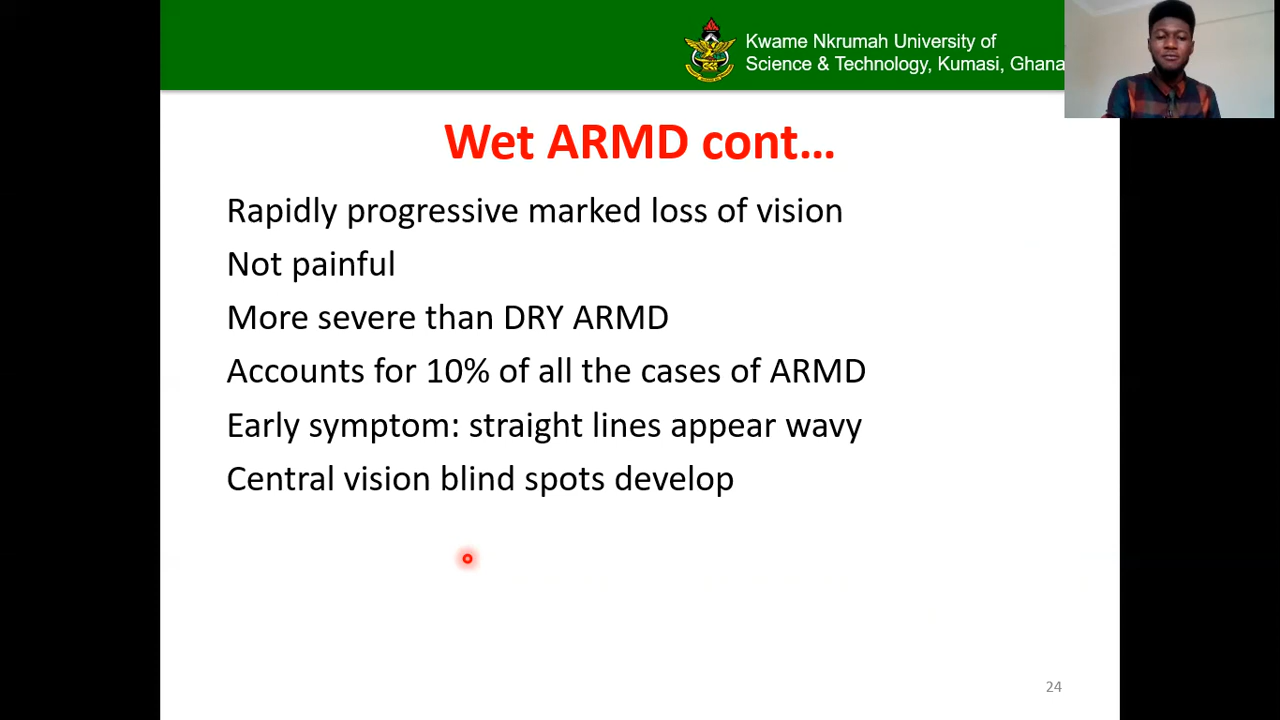 Kwame Nkrumah University of
Science & Technology, Kumasi, Ghana
Wet ARMD cont…
Rapidly progressive marked loss of vision
Not painful
More severe than DRY ARMD
Accounts for 10% of all the cases of ARMD
Early symptom: straight lines appear wavy
Central vision blind spots develop
24